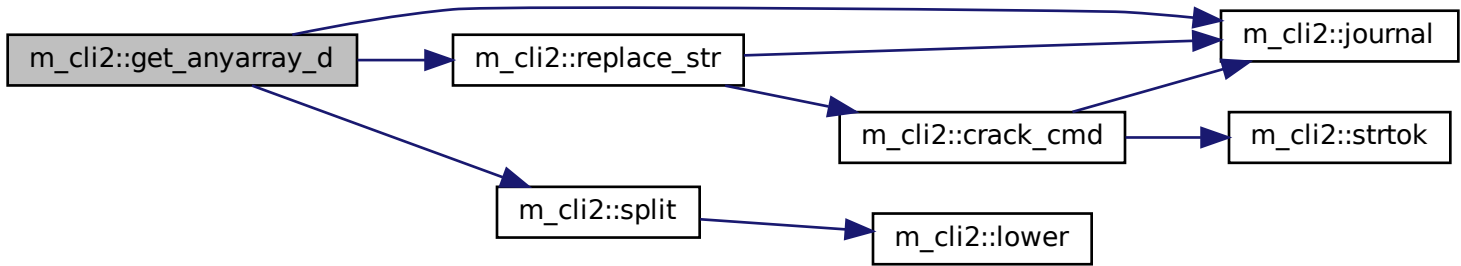 m_cli2::get_anyarray_d
m_cli2::replace_str
m_cli2::journal
m_cli2::crack_cmd
m_cli2::strtok
m_cli2::split
m_cli2::lower